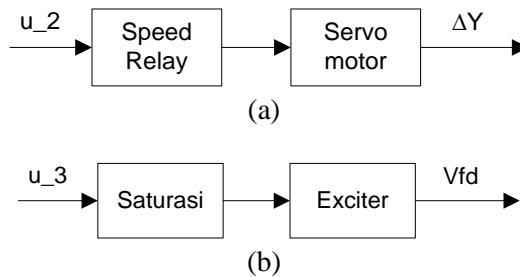 u_2
Speed
Relay
Servo
motor
ΔY
(a)
u_3
Saturasi
Exciter
Vfd
(b)